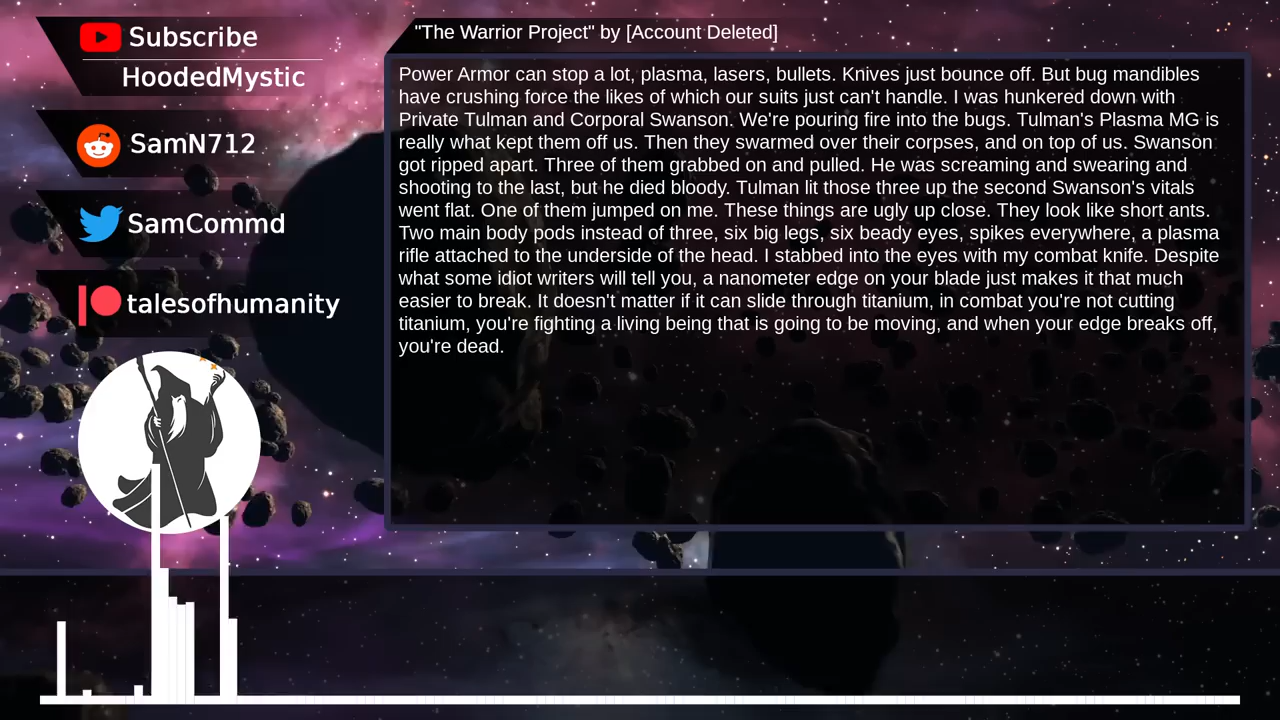 Subscribe
HoodedMystic
SamN712
SamCommd
talesofhumanity
"The Warrior Project" by [Account Deleted]
Power Armor can stop a lot, plasma, lasers, bullets. Knives just bounce off. But bug mandibles
have crushing force the likes of which our suits just can't handle. I was hunkered down with
Private Tulman and Corporal Swanson. We're pouring fire into the bugs. Tulman's Plasma MG is
really what kept them off us. Then they swarmed over their corpses, and on top of us. Swanson
got ripped apart. Three of them grabbed on and pulled. He was screaming and swearing and
shooting to the last, but he died bloody. Tulman lit those three up the second Swanson's vitals
went flat. One of them jumped on me. These things are ugly up close. They look like short ants.
Two main body pods instead of three, six big legs, six beady eyes, spikes everywhere, a plasma
rifle attached to the underside of the head. I stabbed into the eyes with my combat knife. Despite
what some idiot writers will tell you, a nanometer edge on your blade just makes it that much
easier to break. It doesn't matter if it can slide through titanium, in combat you're not cutting
titanium, you're fighting a living being that is going to be moving, and when your edge breaks off,
you're dead.